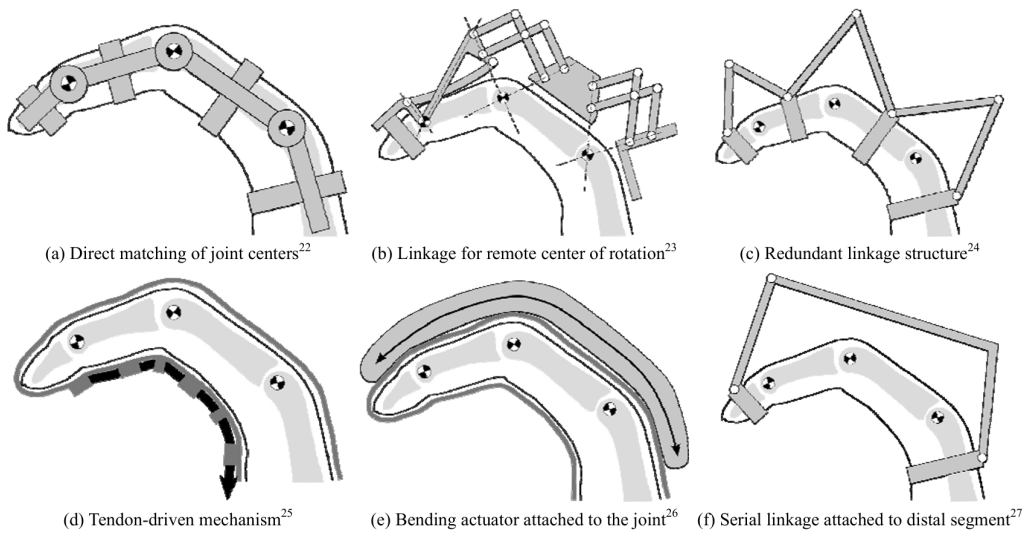 (a) Direct matching of joint centers22
(b) Linkage for remote center of rotation23
(c) Redundant linkage structure24
(d) Tendon-driven mechanism25
(e) Bending actuator attached to the joint26
(f) Serial linkage attached to distal segment27